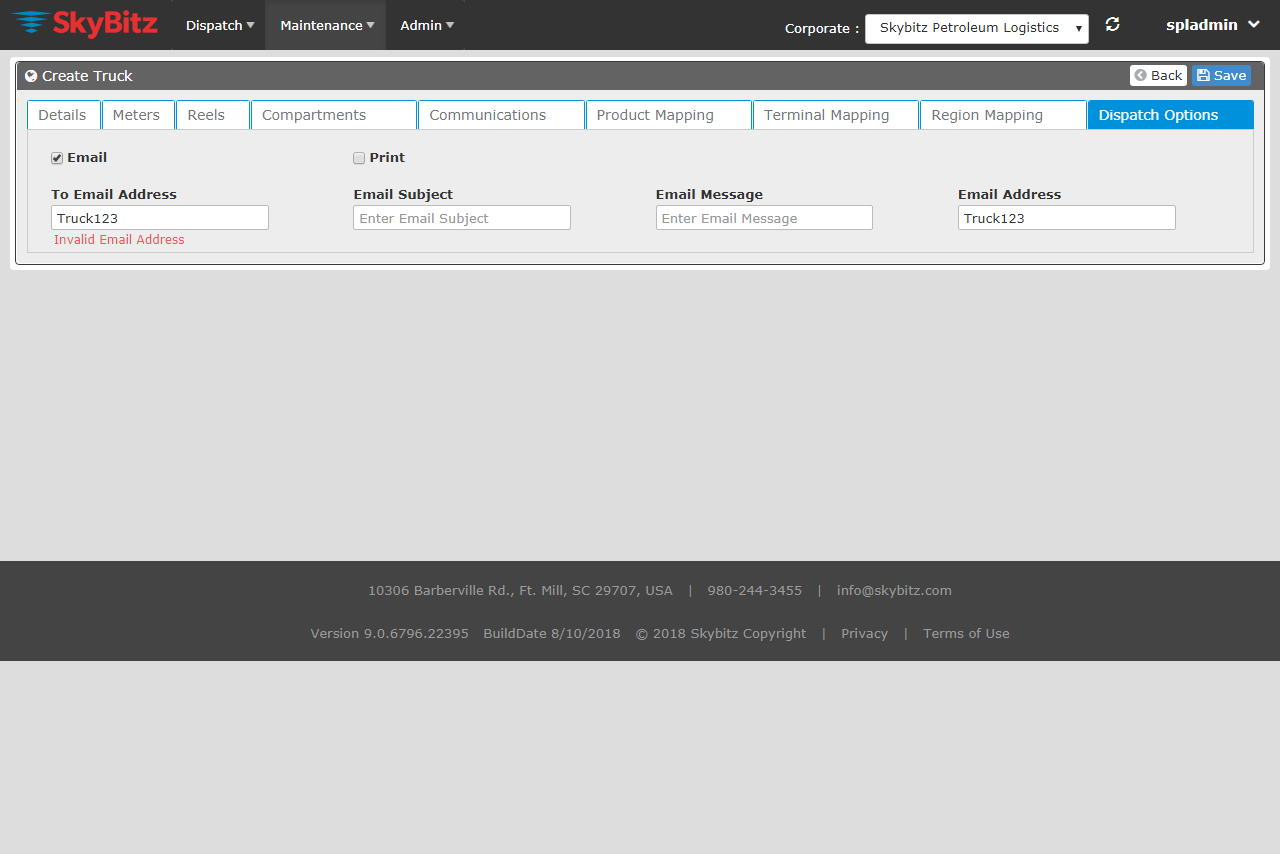 SkyBitz Dispatch Maintenance Admin Corporate : Skybitz Petroleum Logistics spladmin
Create Truck Back Save
Details Meters Reels Compartments Communications Product Mapping Terminal Mapping Region Mapping Dispatch Options
Email Print
To Email Address Email Subject Email Message Email Address
Truck123 Enter Email Subject Enter Email Message Truck123
Invalid Email Address
10306 Barberville Rd., Ft. Mill, SC 29707, USA | 980-244-3455 | info@skybitz.com
Version 9.0.6796.22395 BuildDate 8/10/2018 © 2018 Skybitz Copyright | Privacy | Terms of Use